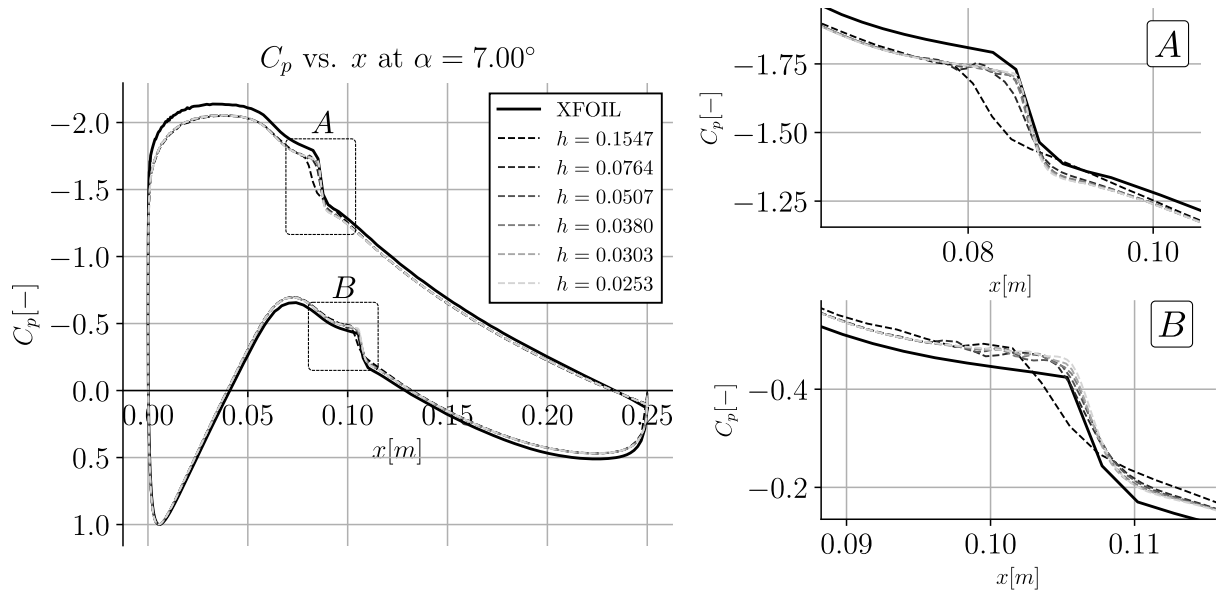 C_p vs. x at α = 7.00°
−2.0
−1.5
−1.0
−0.5
0.0
0.5
1.0
C_p[−]
0.00
0.05
0.10
0.15
0.20
0.25
x[m]
A
B
XFOIL
h = 0.1547
h = 0.0764
h = 0.0507
h = 0.0380
h = 0.0303
h = 0.0253
A
−1.75
−1.50
−1.25
C_p[−]
0.08
0.10
x[m]
B
−0.4
−0.2
C_p[−]
0.09
0.10
0.11
x[m]